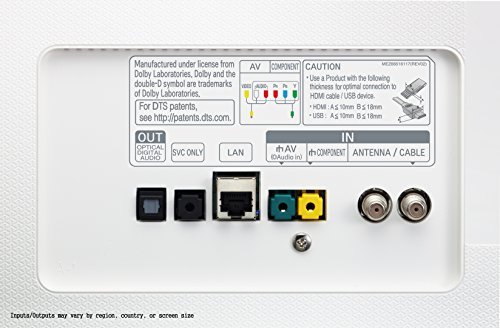 Manufactured under license from
Dolby Laboratories, Dolby and the
double-D symbol are trademarks
of Dolby Laboratories.
For DTS patents,
see http://patents.dts.com.
AV
COMPONENT
VIDEO
AUDIO
PB
PR
Y
CAUTION
• Use a Product with the following
thickness for optimal connection to
HDMI cable / USB device.
• HDMI : A≦10mm B≦18mm
• USB : A≦10mm B≦18mm
OUT
OPTICAL
DIGITAL
AUDIO
SVC ONLY
LAN
IN
AV
(Audio in)
COMPONENT
ANTENNA / CABLE
Inputs/Outputs may vary by region, country, or screen size